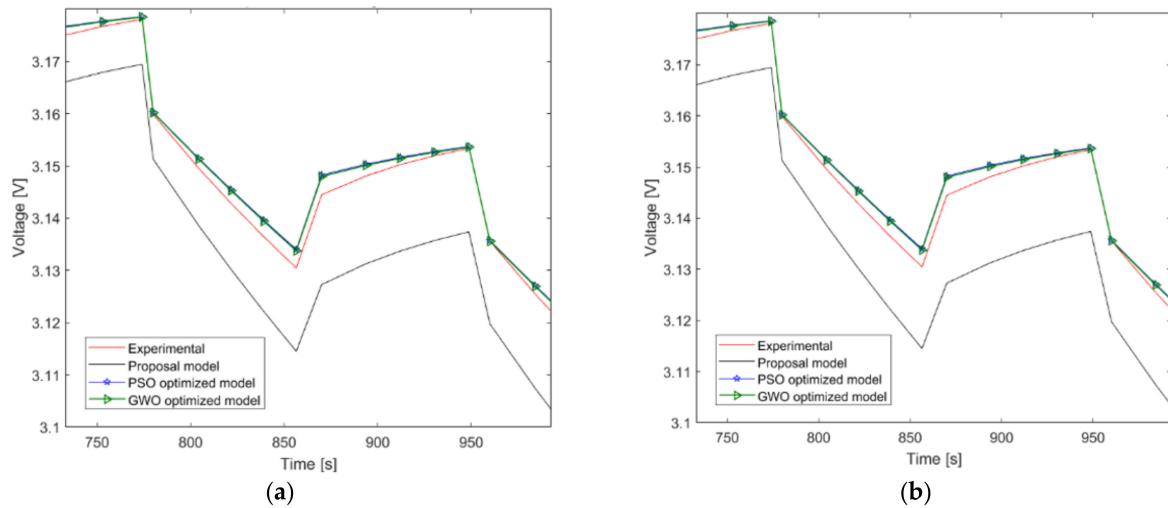 3.17
3.16
3.15
3.14
3.13
3.12
3.11
3.1
Voltage [V]
Experimental
Proposal model
PSO optimized model
GWO optimized model
750 800 850 900 950
Time [s]
(a)
3.17
3.16
3.15
3.14
3.13
3.12
3.11
3.1
Voltage [V]
Experimental
Proposal model
PSO optimized model
GWO optimized model
750 800 850 900 950
Time [s]
(b)